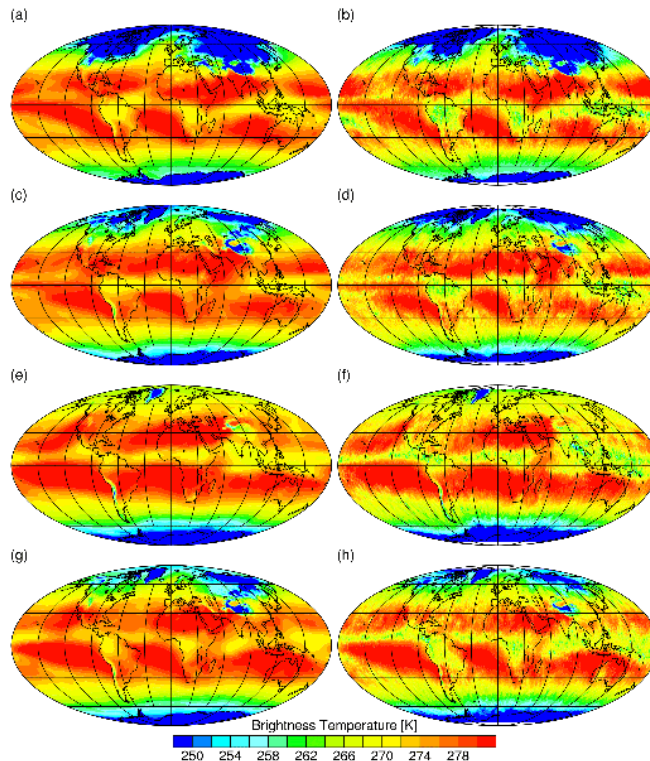 (a) (b)
(c) (d)
(e) (f)
(g) (h)
Brightness Temperature [K]
250 254 258 262 266 270 274 278